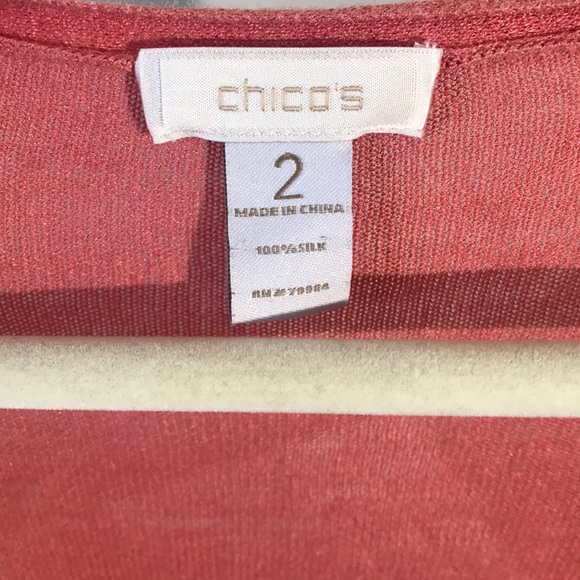 chico's
2
MADE IN CHINA
100% SILK
RN # 79984